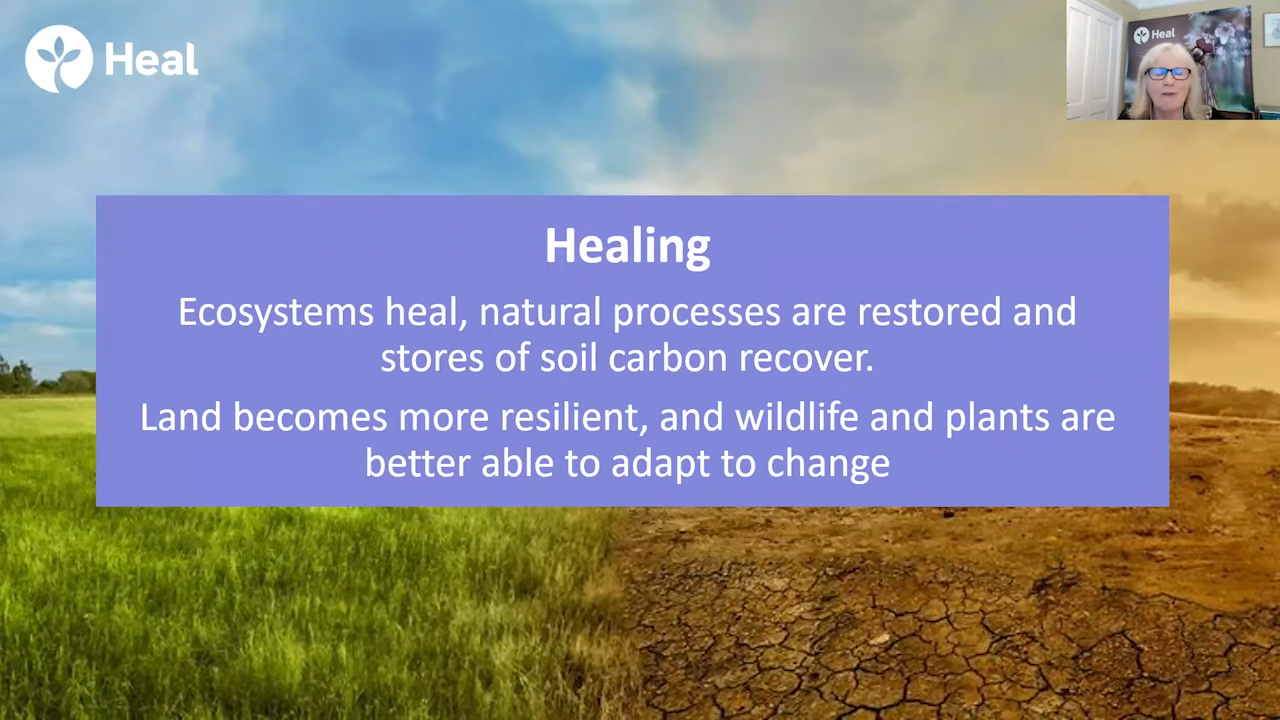 Heal
Heal
Healing
Ecosystems heal, natural processes are restored and
stores of soil carbon recover.
Land becomes more resilient, and wildlife and plants are
better able to adapt to change